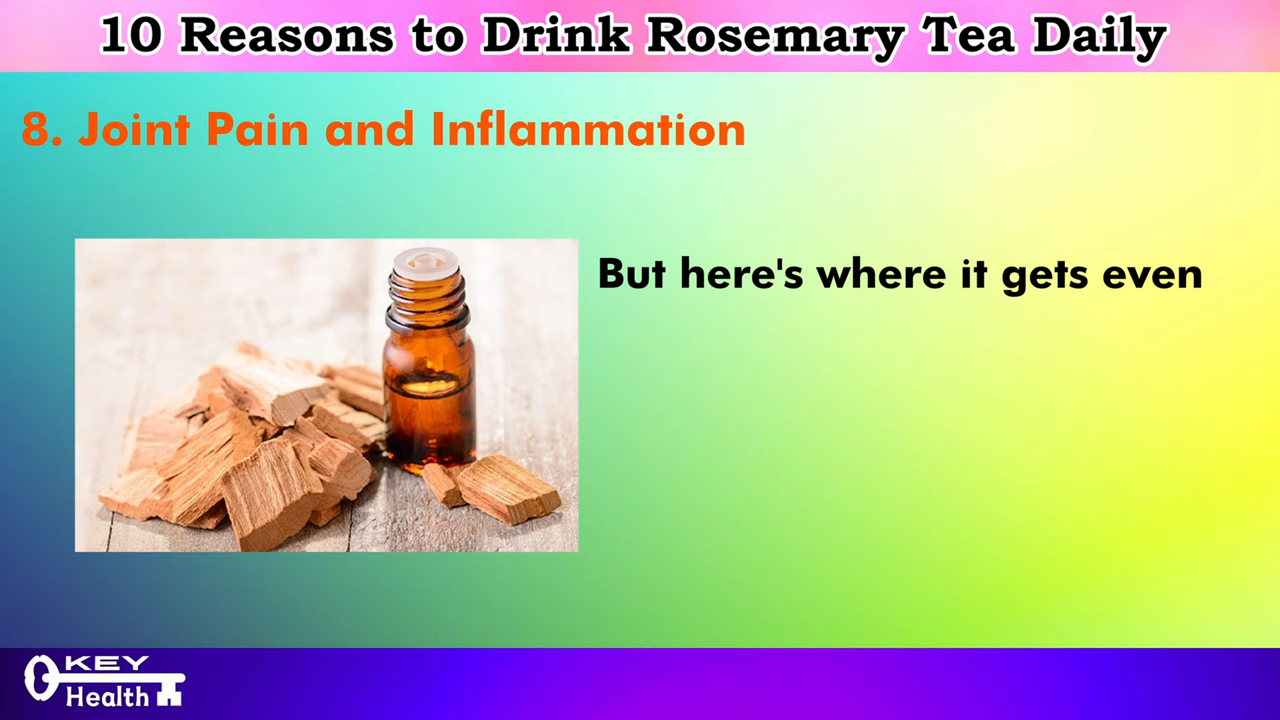 10 Reasons to Drink Rosemary Tea Daily
8. Joint Pain and Inflammation
But here's where it gets even
KEY
Health